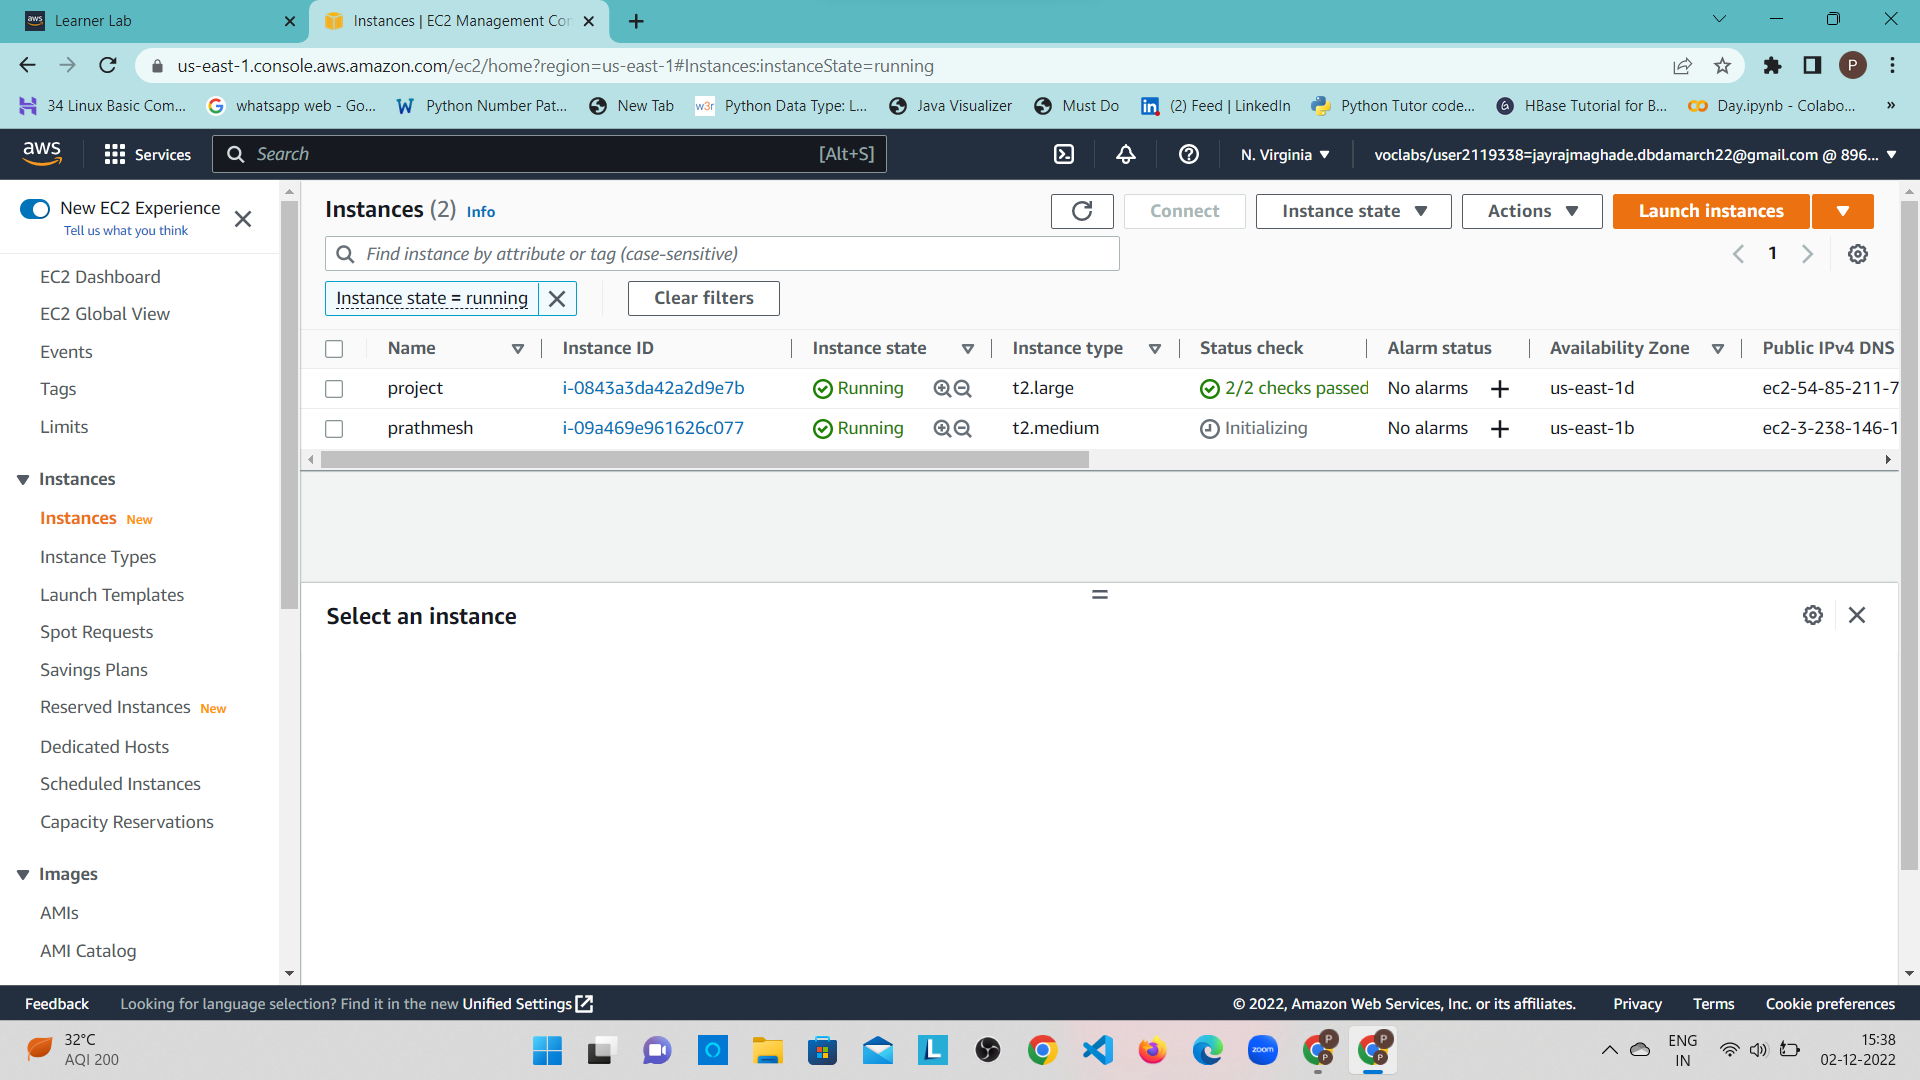 Learner Lab
Instances | EC2 Management Con
us-east-1.console.aws.amazon.com/ec2/home?region=us-east-1#Instances:instanceState=running
P
34 Linux Basic Com...
whatsapp web - Go...
Python Number Pat...
New Tab
w3r Python Data Type: L...
Java Visualizer
Must Do
(2) Feed | LinkedIn
Python Tutor code...
HBase Tutorial for B...
Day.ipynb - Colabo...
»
aws
Services
Search
[Alt+S]
N. Virginia
voclabs/user2119338=jayrajmaghade.dbdamarch22@gmail.com @ 896...
New EC2 Experience
Tell us what you think
EC2 Dashboard
EC2 Global View
Events
Tags
Limits
Instances
Instances New
Instance Types
Launch Templates
Spot Requests
Savings Plans
Reserved Instances New
Dedicated Hosts
Scheduled Instances
Capacity Reservations
Images
AMIs
AMI Catalog
Instances (2) Info
Connect
Instance state
Actions
Launch instances
Find instance by attribute or tag (case-sensitive)
1
Instance state = running
Clear filters
Name Instance ID Instance state Instance type Status check Alarm status Availability Zone Public IPv4 DNS
project i-0843a3da42a2d9e7b Running t2.large 2/2 checks passed No alarms us-east-1d ec2-54-85-211-7
prathmesh i-09a469e961626c077 Running t2.medium Initializing No alarms us-east-1b ec2-3-238-146-1
Select an instance
Feedback Looking for language selection? Find it in the new Unified Settings
© 2022, Amazon Web Services, Inc. or its affiliates. Privacy Terms Cookie preferences
32°C
AQI 200
zoom
ENG
IN
15:38
02-12-2022